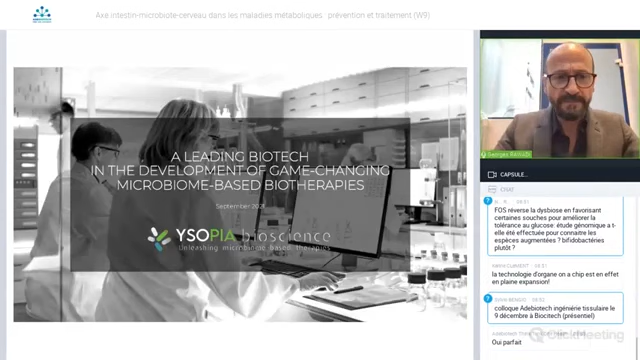 Axe intestin-microbiote-cerveau dans les maladies métaboliques : prévention et traitement (W9)
A LEADING BIOTECH
IN THE DEVELOPMENT OF GAME-CHANGING
MICROBIOME-BASED BIOTHERAPIES
September 2021
YSOPIA bioscience
Unleashing microbiome based therapies
CAPSULE...
CHAT
FOS réverse la dysbiose en favorisant
certaines souches pour améliorer la
tolérance au glucose: étude génomique a t-
elle été effectuée pour connaitre les
espèces augmentées ? bifidobactéries
plutôt ?
la technologie d'organe on a chip est en effet
en pleine expansion!
colloque Adebiotech ingéniérie tissulaire le
9 décembre à Biocitech (présentiel)
Oui parfait
ClickMeeting